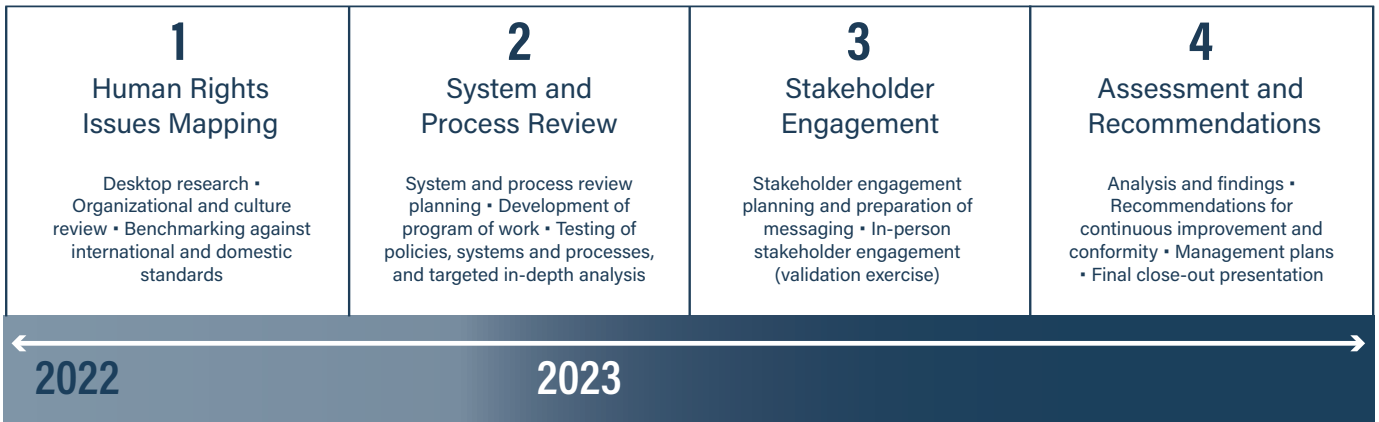 1
Human Rights
Issues Mapping
Desktop research ▪
Organizational and culture
review ▪ Benchmarking against
international and domestic
standards
2
System and
Process Review
System and process review
planning ▪ Development of
program of work ▪ Testing of
policies, systems and processes,
and targeted in-depth analysis
3
Stakeholder
Engagement
Stakeholder engagement
planning and preparation of
messaging ▪ In-person
stakeholder engagement
(validation exercise)
4
Assessment and
Recommendations
Analysis and findings ▪
Recommendations for
continuous improvement and
conformity ▪ Management plans
▪ Final close-out presentation
2022
2023